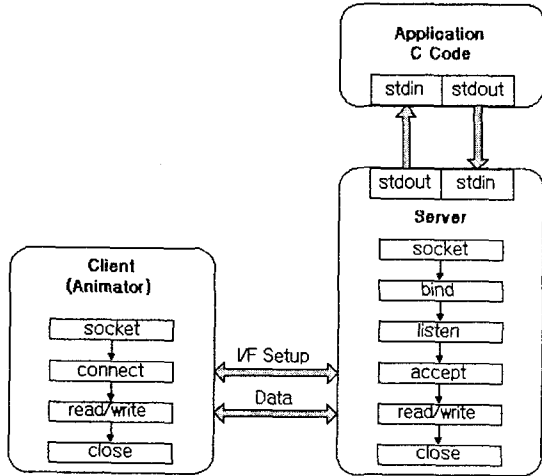 Application
C Code
stdin
stdout
stdout
stdin
Server
socket
bind
listen
accept
read/write
close
Client
(Animator)
socket
connect
read/write
close
I/F Setup
Data